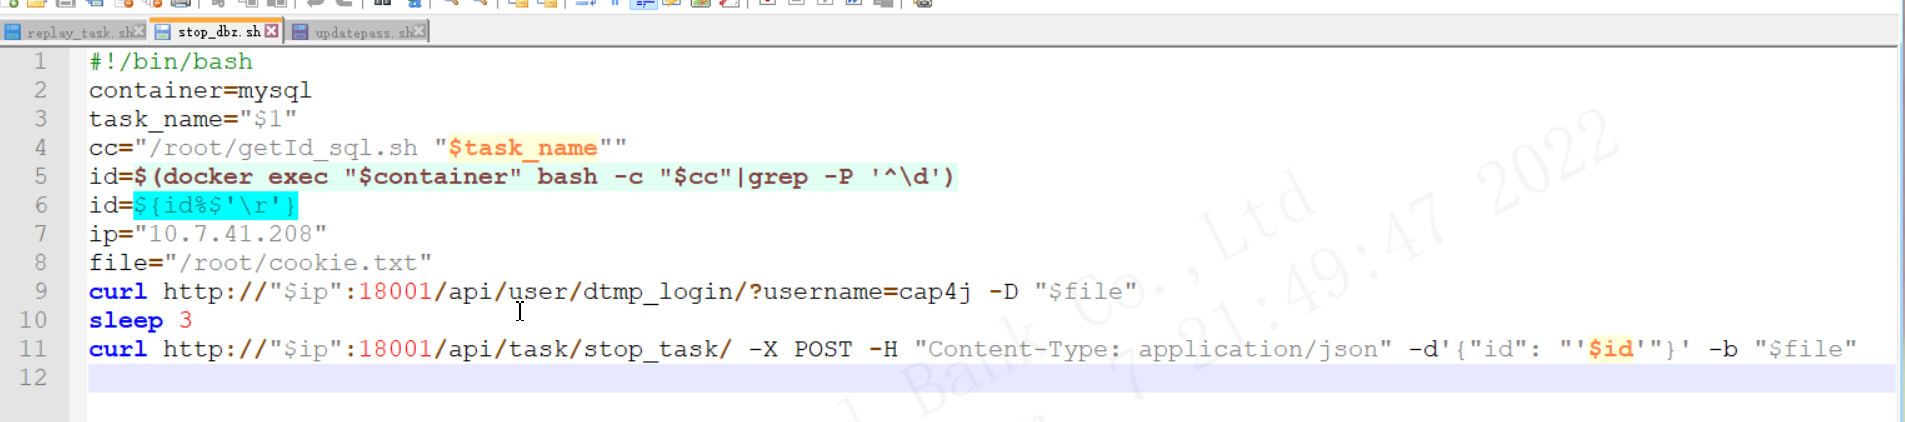 replay_task.sh stop_dbz.sh updatepass.sh
1 #!/bin/bash
2 container=mysql
3 task_name="$1"
4 cc="/root/getId_sql.sh "$task_name""
5 id=$(docker exec "$container" bash -c "$cc"|grep -P '^\d')
6 id=${id%$'\r'}
7 ip="10.7.41.208"
8 file="/root/cookie.txt"
9 curl http://"$ip":18001/api/user/dtmp_login/?username=cap4j -D "$file"
10 sleep 3
11 curl http://"$ip":18001/api/task/stop_task/ -X POST -H "Content-Type: application/json" -d'{"id": "'$id'"}' -b "$file"
12
Bank Co., Ltd
7 21:49:47 2022